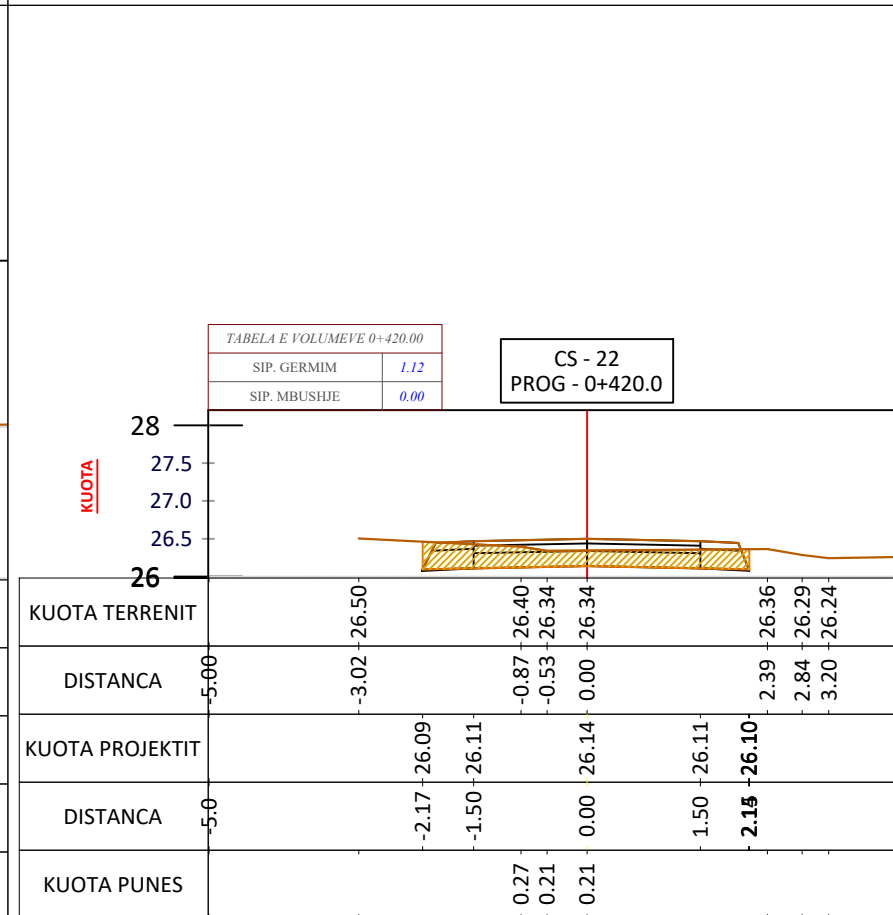 TABELA E VOLUMEVE 0+420.00
SIP. GERMIM 1.12
SIP. MBUSHJE 0.00
CS - 22
PROG - 0+420.0
KUOTA
28
27.5
27.0
26.5
26
KUOTA TERRENIT 26.50 26.40 26.34 26.34 26.36 26.29 26.24
DISTANCA -5.00 -3.02 -0.87 -0.53 0.00 2.39 2.84 3.20
KUOTA PROJEKTIT 26.09 26.11 26.14 26.11 26.10
DISTANCA -5.0 -2.17 -1.50 0.00 1.50
KUOTA PUNES 0.27 0.21 0.21